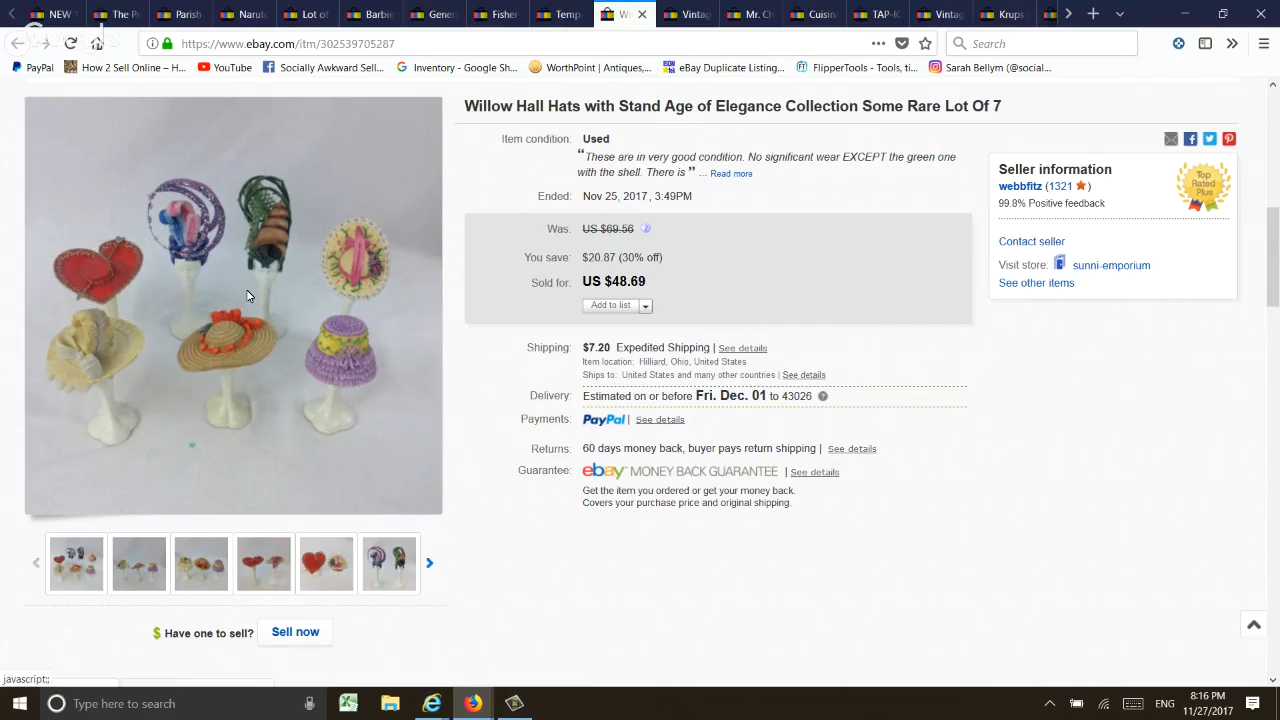 NEW
The P
Parish
Narut
Lot o
Barbi
Gener
Fisher
Temp
W
Vintag
Mr. Ch
Cuisin
TAP-IC
Vintag
Krups
https://www.ebay.com/itm/302539705287
Search
PayPal
How 2 Sell Online – H...
YouTube
Socially Awkward Sell...
Inventory - Google Sh...
WorthPoint | Antiques,...
eBay Duplicate Listing...
FlipperTools - Tools, ti...
Sarah Bellym (@social...
Willow Hall Hats with Stand Age of Elegance Collection Some Rare Lot Of 7
Item condition: Used
“These are in very good condition. No significant wear EXCEPT the green one
with the shell. There is ” ... Read more
Ended: Nov 25, 2017 , 3:49PM
Was: US $69.56
You save: $20.87 (30% off)
Sold for: US $48.69
Add to list
Shipping: $7.20 Expedited Shipping | See details
Item location: Hilliard, Ohio, United States
Ships to: United States and many other countries | See details
Delivery: Estimated on or before Fri. Dec. 01 to 43026
Payments: PayPal | See details
Returns: 60 days money back, buyer pays return shipping | See details
Guarantee: ebay MONEY BACK GUARANTEE | See details
Get the item you ordered or get your money back.
Covers your purchase price and original shipping.
Seller information
webbfitz (1321 )
99.8% Positive feedback
Top
Rated
Plus
Contact seller
Visit store: sunni-emporium
See other items
$ Have one to sell? Sell now
javascript:;
Type here to search
ENG
8:16 PM
11/27/2017